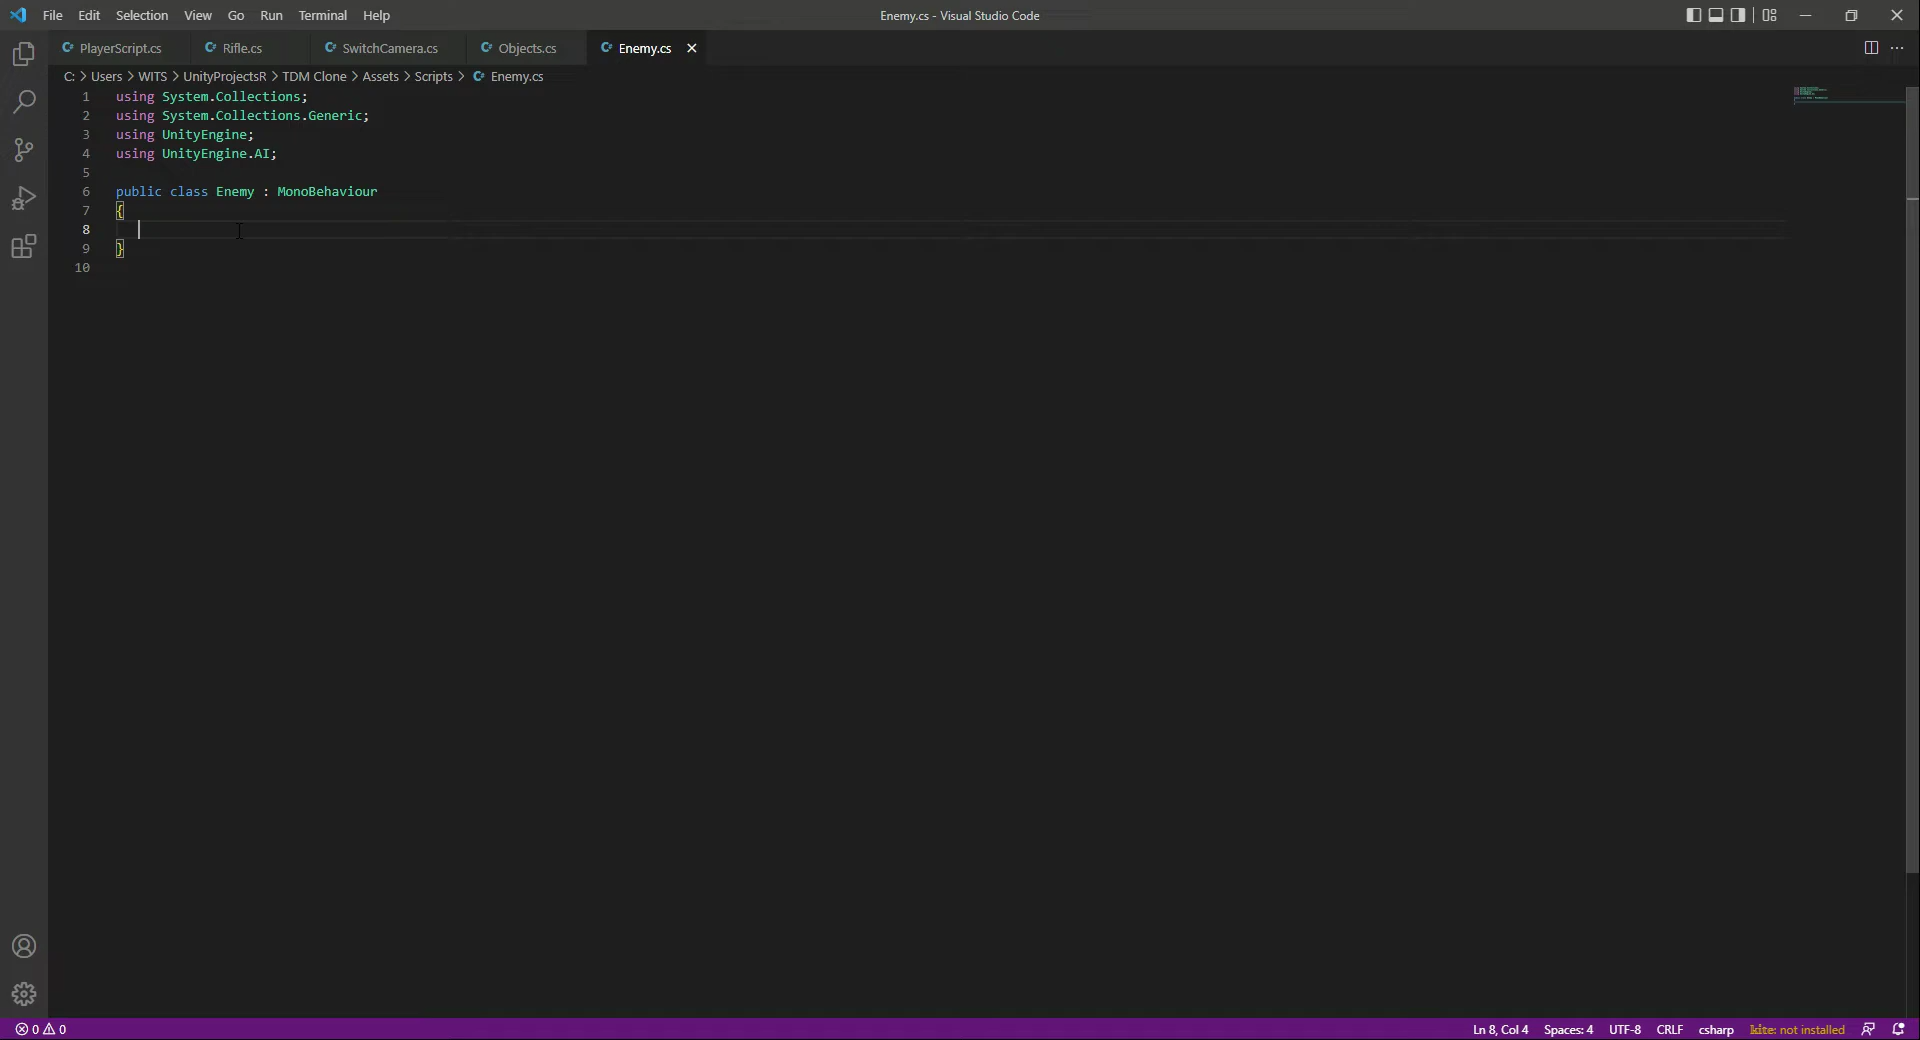 File Edit Selection View Go Run Terminal Help Enemy.cs - Visual Studio Code
PlayerScript.cs Rifle.cs SwitchCamera.cs Objects.cs Enemy.cs
C: > Users > WITS > UnityProjectsR > TDM Clone > Assets > Scripts > Enemy.cs
1 using System.Collections;
2 using System.Collections.Generic;
3 using UnityEngine;
4 using UnityEngine.AI;
5
6 public class Enemy : MonoBehaviour
7 {
8
9 }
10
0 0 Ln 8, Col 4 Spaces: 4 UTF-8 CRLF csharp kite: not installed